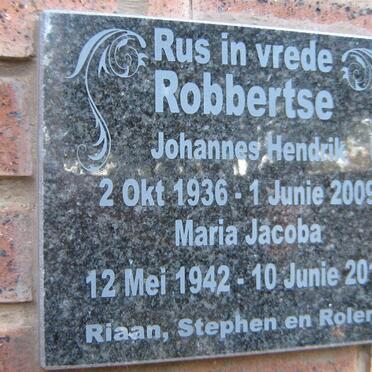 Rus in vrede
Robbertse
Johannes Hendrik
2 Okt 1936 - 1 Junie 2009
Maria Jacoba
12 Mei 1942 - 10 Junie
Riaan, Stephen en